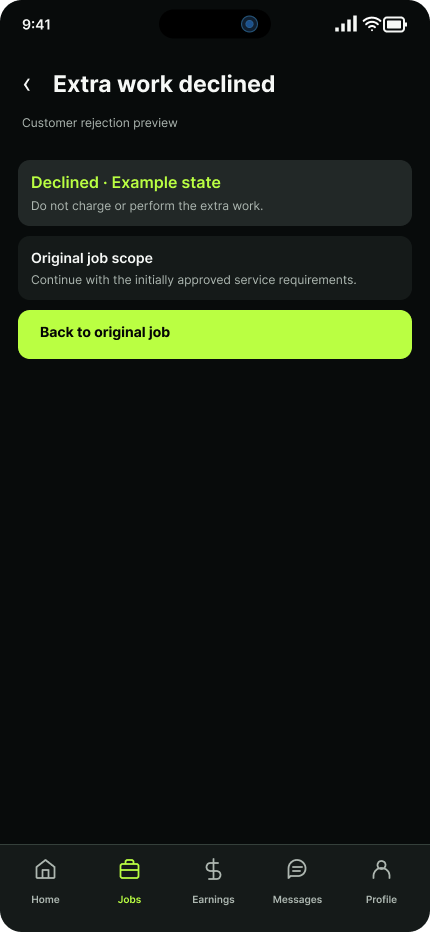 9:41
Extra work declined
Customer rejection preview
Declined · Example state
Do not charge or perform the extra work.
Original job scope
Continue with the initially approved service requirements.
Back to original job
Home
Jobs
Earnings
Messages
Profile